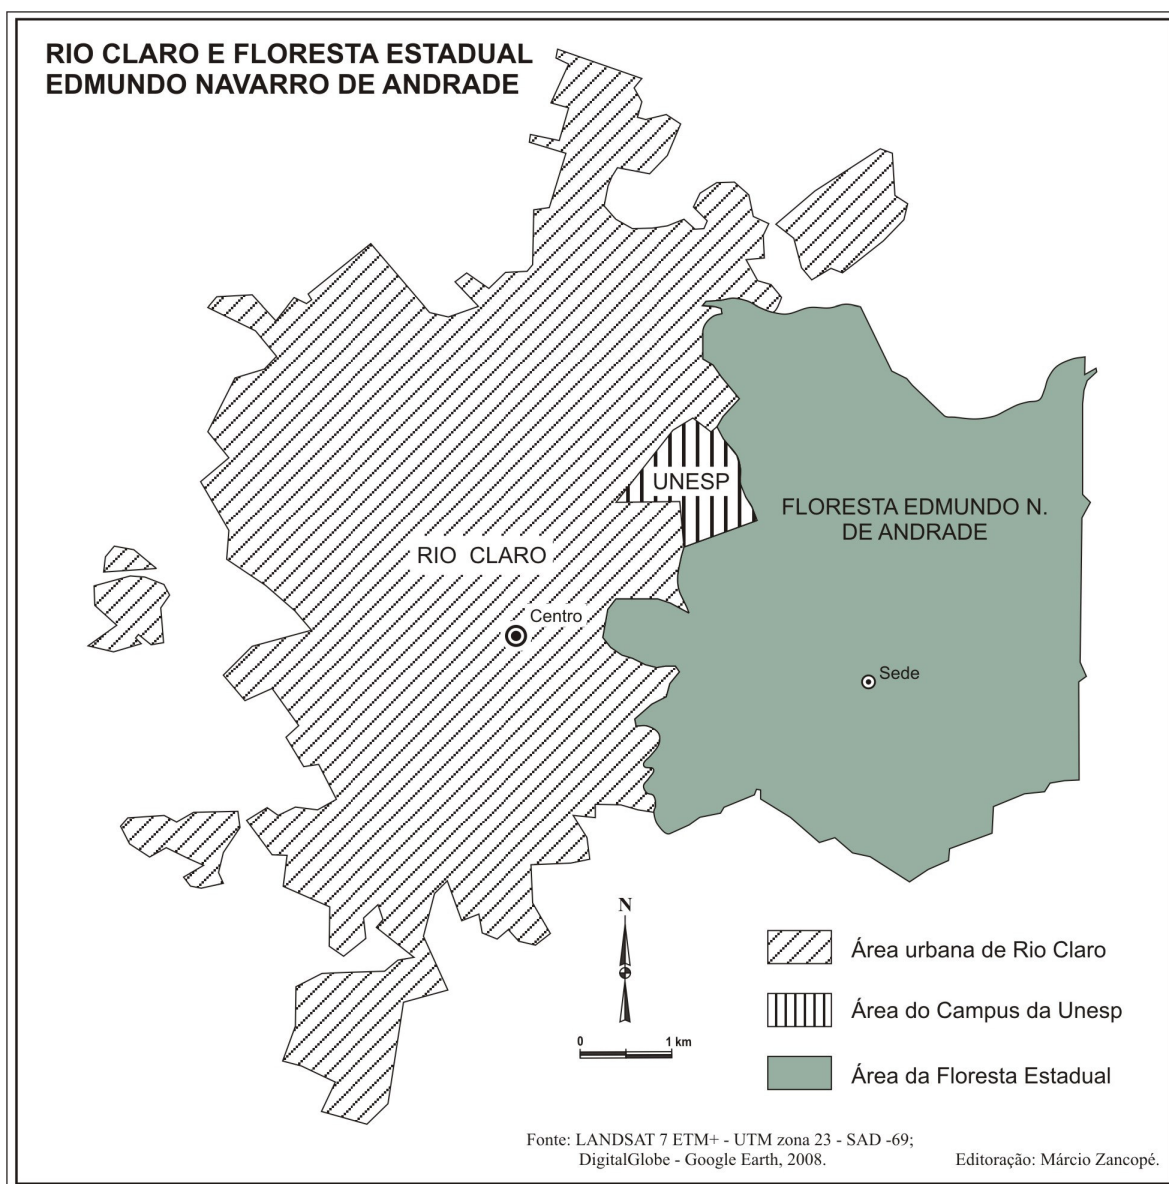 RIO CLARO E FLORESTA ESTADUAL
EDMUNDO NAVARRO DE ANDRADE
UNESP
FLORESTA EDMUNDO N.
DE ANDRADE
RIO CLARO
Centro
Sede
N
0 1 km
Área urbana de Rio Claro
Área do Campus da Unesp
Área da Floresta Estadual
Fonte: LANDSAT 7 ETM+ - UTM zona 23 - SAD -69;
DigitalGlobe - Google Earth, 2008.
Editoração: Márcio Zancopé.